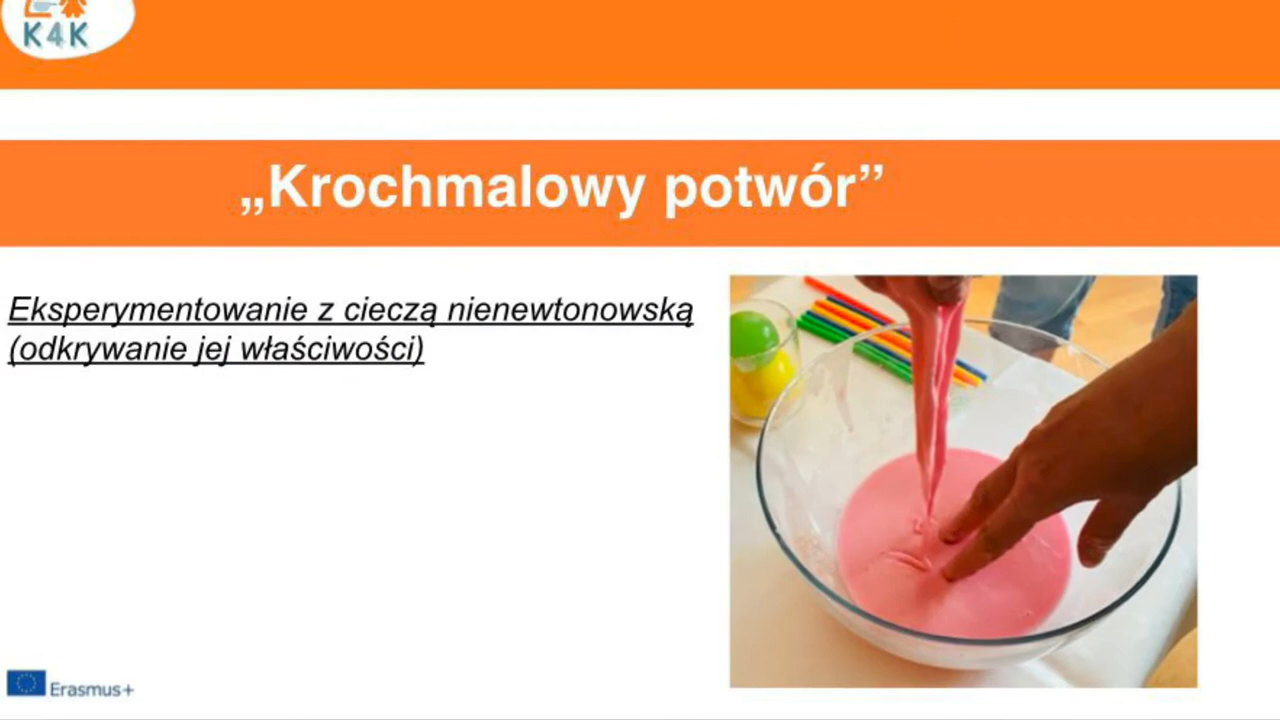 K4K
„Krochmalowy potwór”
Eksperymentowanie z cieczą nienewtonowską
(odkrywanie jej właściwości)
Erasmus+